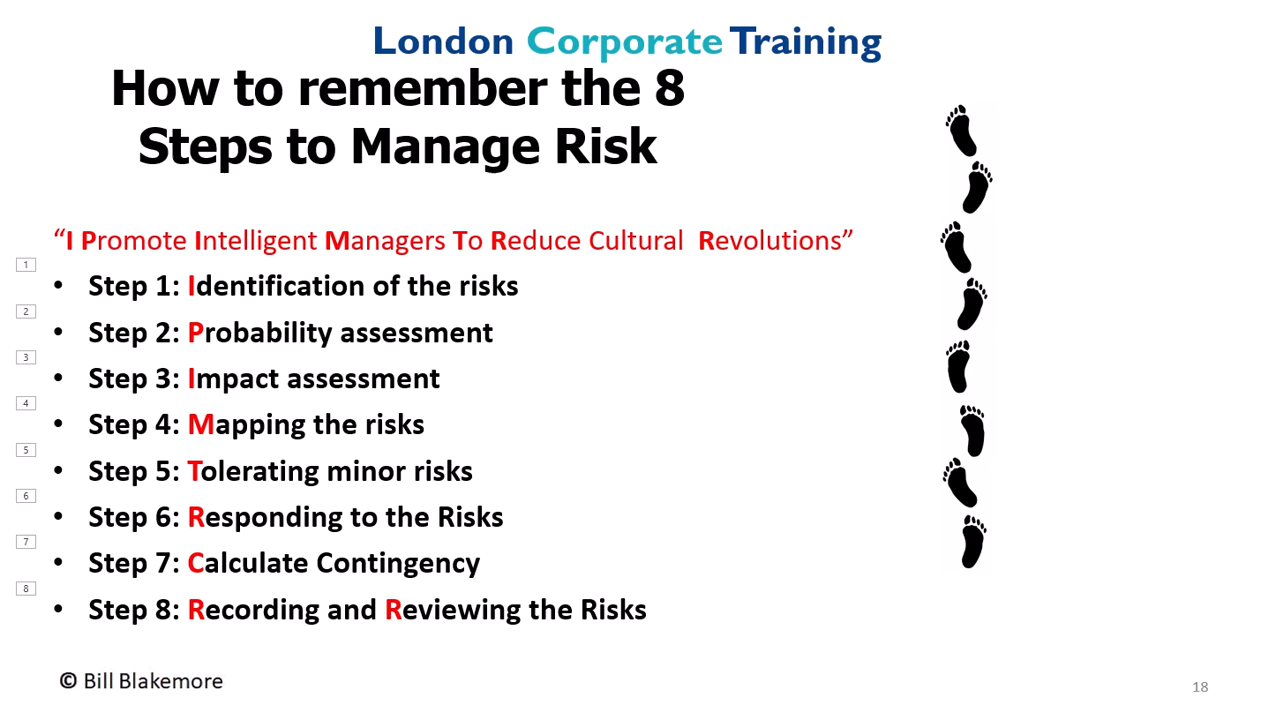 London Corporate Training
How to remember the 8
Steps to Manage Risk
“I Promote Intelligent Managers To Reduce Cultural Revolutions”
1
• Step 1: Identification of the risks
2
• Step 2: Probability assessment
3
• Step 3: Impact assessment
4
• Step 4: Mapping the risks
5
• Step 5: Tolerating minor risks
6
• Step 6: Responding to the Risks
7
• Step 7: Calculate Contingency
8
• Step 8: Recording and Reviewing the Risks
© Bill Blakemore
18